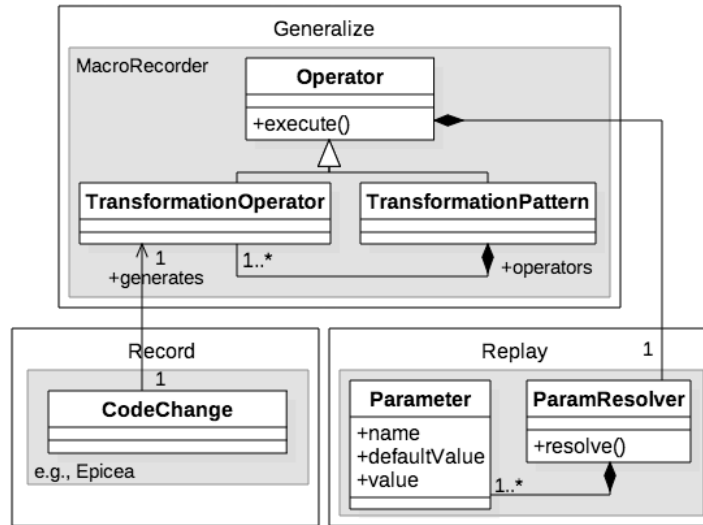 Generalize
MacroRecorder
Operator
+execute()
TransformationOperator
TransformationPattern
1
+generates
1..*
+operators
Record
1
CodeChange
e.g., Epicea
Replay
1
Parameter
+name
+defaultValue
+value
ParamResolver
+resolve()
1..*